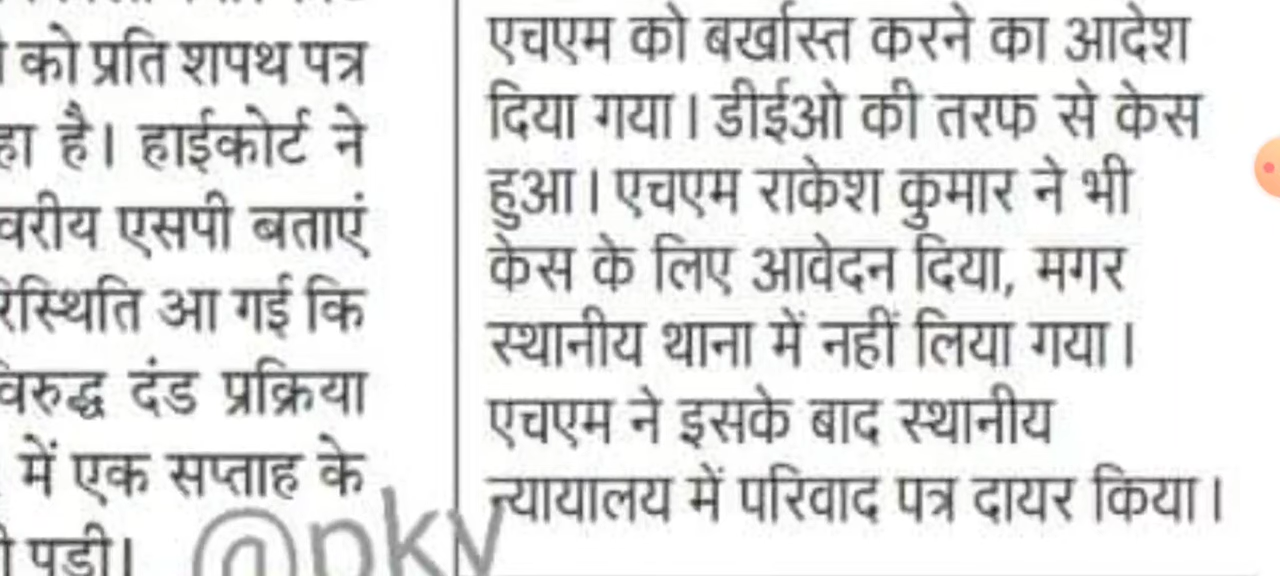 को प्रति शपथ पत्र
है। हाईकोर्ट ने
एसपी बताएं
आ गई कि
दंड प्रक्रिया
में एक सप्ताह के
पड़ी।
एचएम को बर्खास्त करने का आदेश
दिया गया। डीईओ की तरफ से केस
हुआ। एचएम राकेश कुमार ने भी
केस के लिए आवेदन दिया, मगर
स्थानीय थाना में नहीं लिया गया।
एचएम ने इसके बाद स्थानीय
न्यायालय में परिवाद पत्र दायर किया।
@pkv